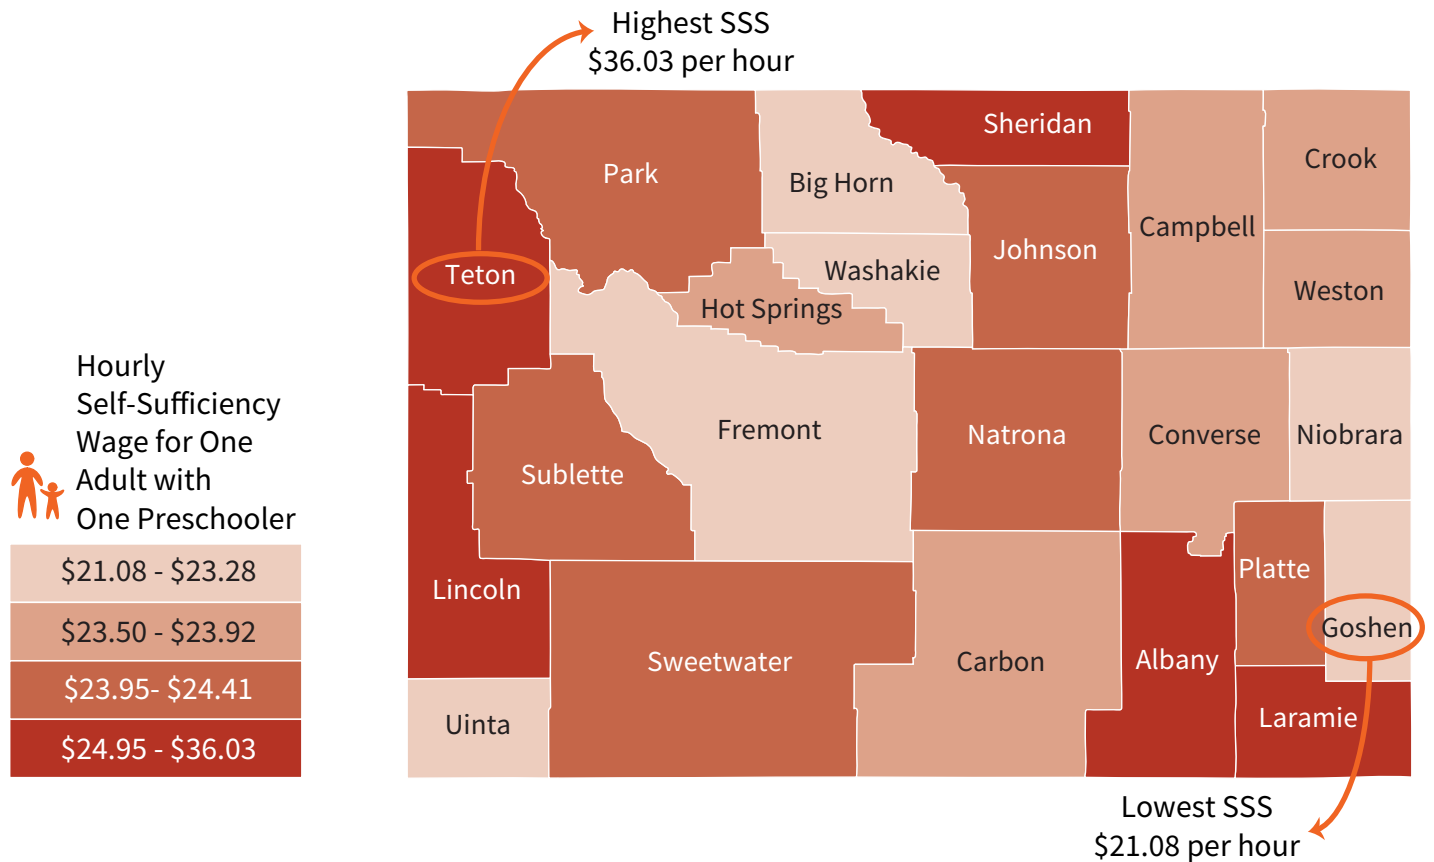 Highest SSS
$36.03 per hour
Sheridan
Crook
Park
Big Horn
Campbell
Johnson
Washakie
Teton
Weston
Hot Springs
Hourly
Self-Sufficiency
Wage for One
Adult with
One Preschooler
$21.08 - $23.28
$23.50 - $23.92
$23.95- $24.41
$24.95 - $36.03
Fremont
Natrona
Converse
Niobrara
Sublette
Platte
Lincoln
Goshen
Sweetwater
Carbon
Albany
Laramie
Uinta
Lowest SSS
$21.08 per hour